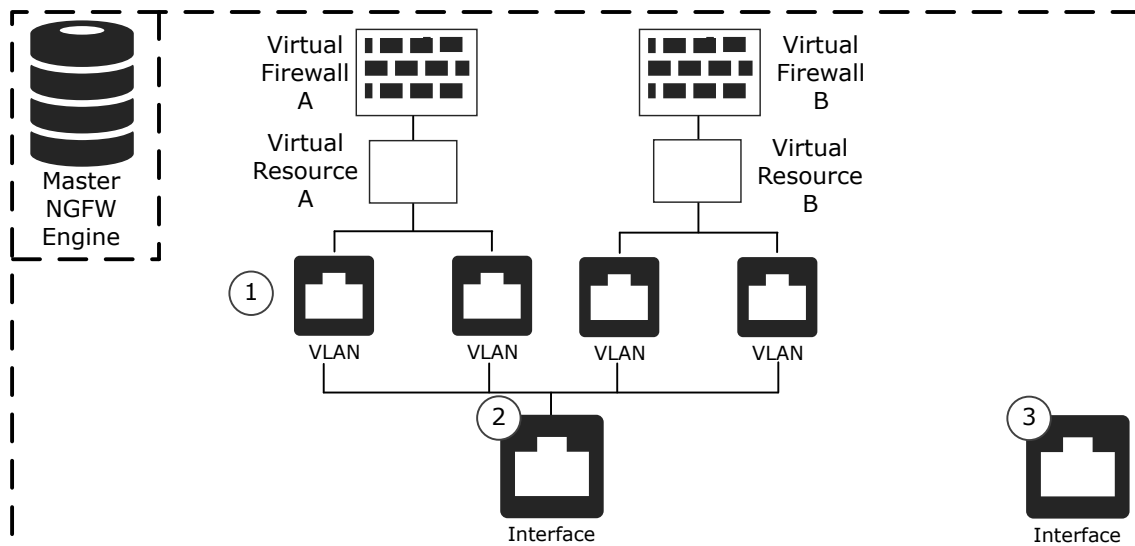 Master
NGFW
Engine
Virtual
Firewall
A
Virtual
Firewall
B
Virtual
Resource
A
Virtual
Resource
B
1
VLAN
VLAN
VLAN
VLAN
2
Interface
3
Interface